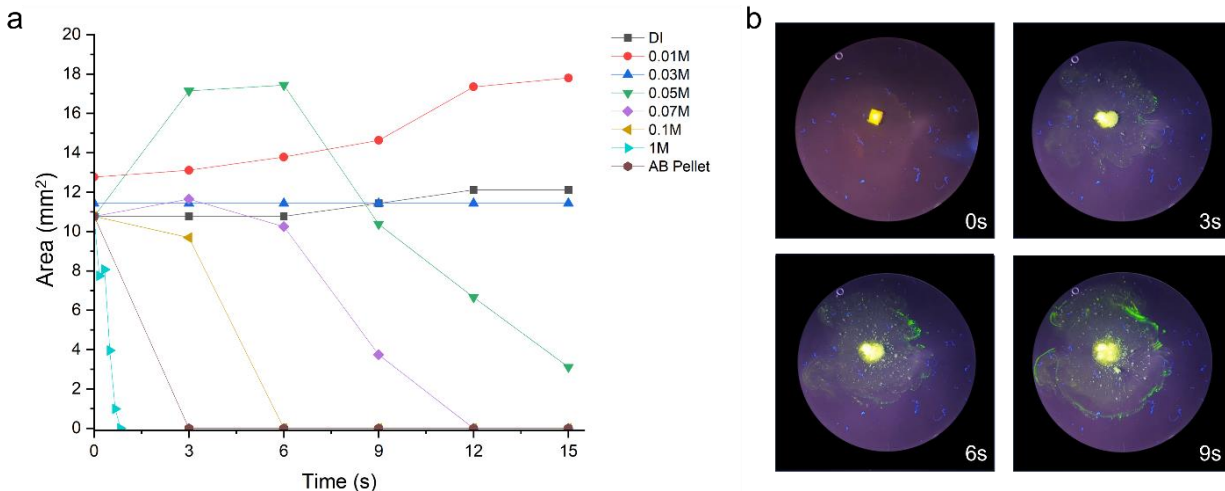 a
20
18
16
14
12
10
8
6
4
2
0
Area (mm²)
0
3
6
9
12
15
Time (s)
DI
0.01M
0.03M
0.05M
0.07M
0.1M
1M
AB Pellet
b
0s
3s
6s
9s